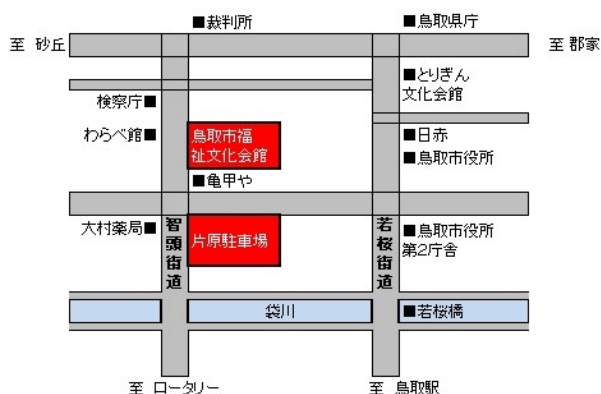 ■裁判所
■鳥取県庁
至 砂丘
至 郡家
■とりぎん
文化会館
検察庁■
わらべ館■
鳥取市福
祉文化会館
■日赤
■鳥取市役所
■亀甲や
大村薬局■
智頭街道
片原駐車場
若桜街道
■鳥取市役所
第2庁舎
袋川
■若桜橋
至 ロータリー
至 鳥取駅